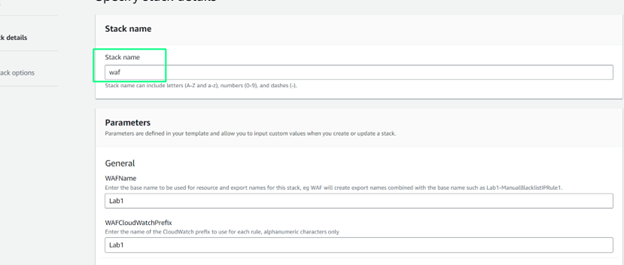 Specify stack details
k details
ack options
Stack name
Stack name
waf
Stack name can include letters (A-Z and a-z), numbers (0-9), and dashes (-).
Parameters
Parameters are defined in your template and allow you to input custom values when you create or update a stack.
General
WAFName
Enter the base name to be used for resource and export names for this stack, eg WAF will create export names combined with the base name such as Lab1-ManualBlacklistIPRule1.
Lab1
WAFCloudWatchPrefix
Enter the name of the CloudWatch prefix to use for each rule, alphanumeric characters only
Lab1